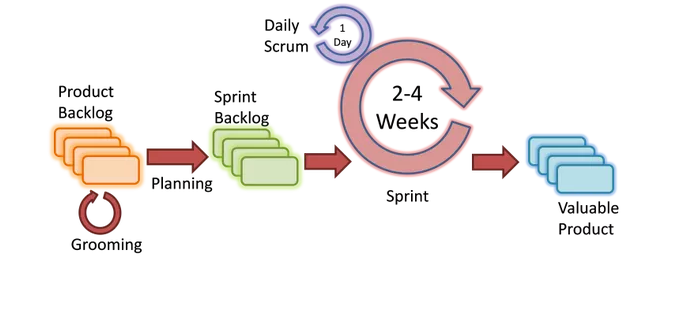 Daily
Scrum
1
Day
Product
Backlog
Sprint
Backlog
2-4
Weeks
Planning
Sprint
Grooming
Valuable
Product